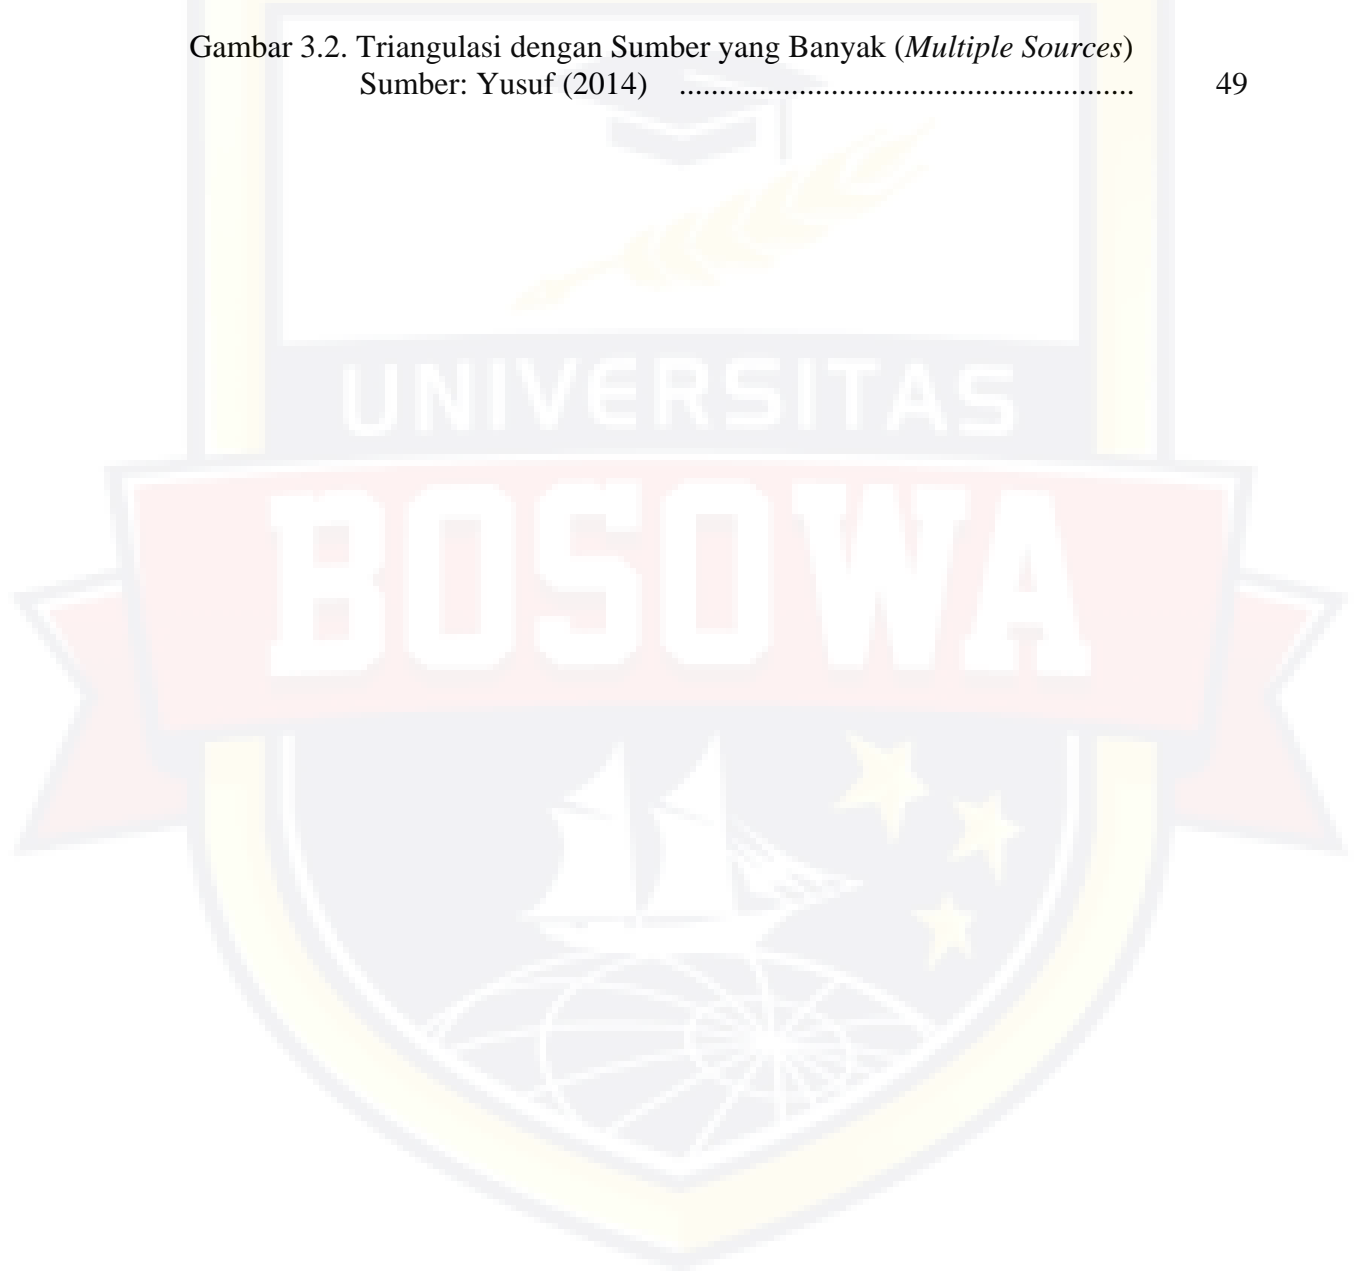 Gambar 3.2. Triangulasi dengan Sumber yang Banyak (Multiple Sources)
Sumber: Yusuf (2014) ......................................................... 49
UNIVERSITAS
BOSOWA